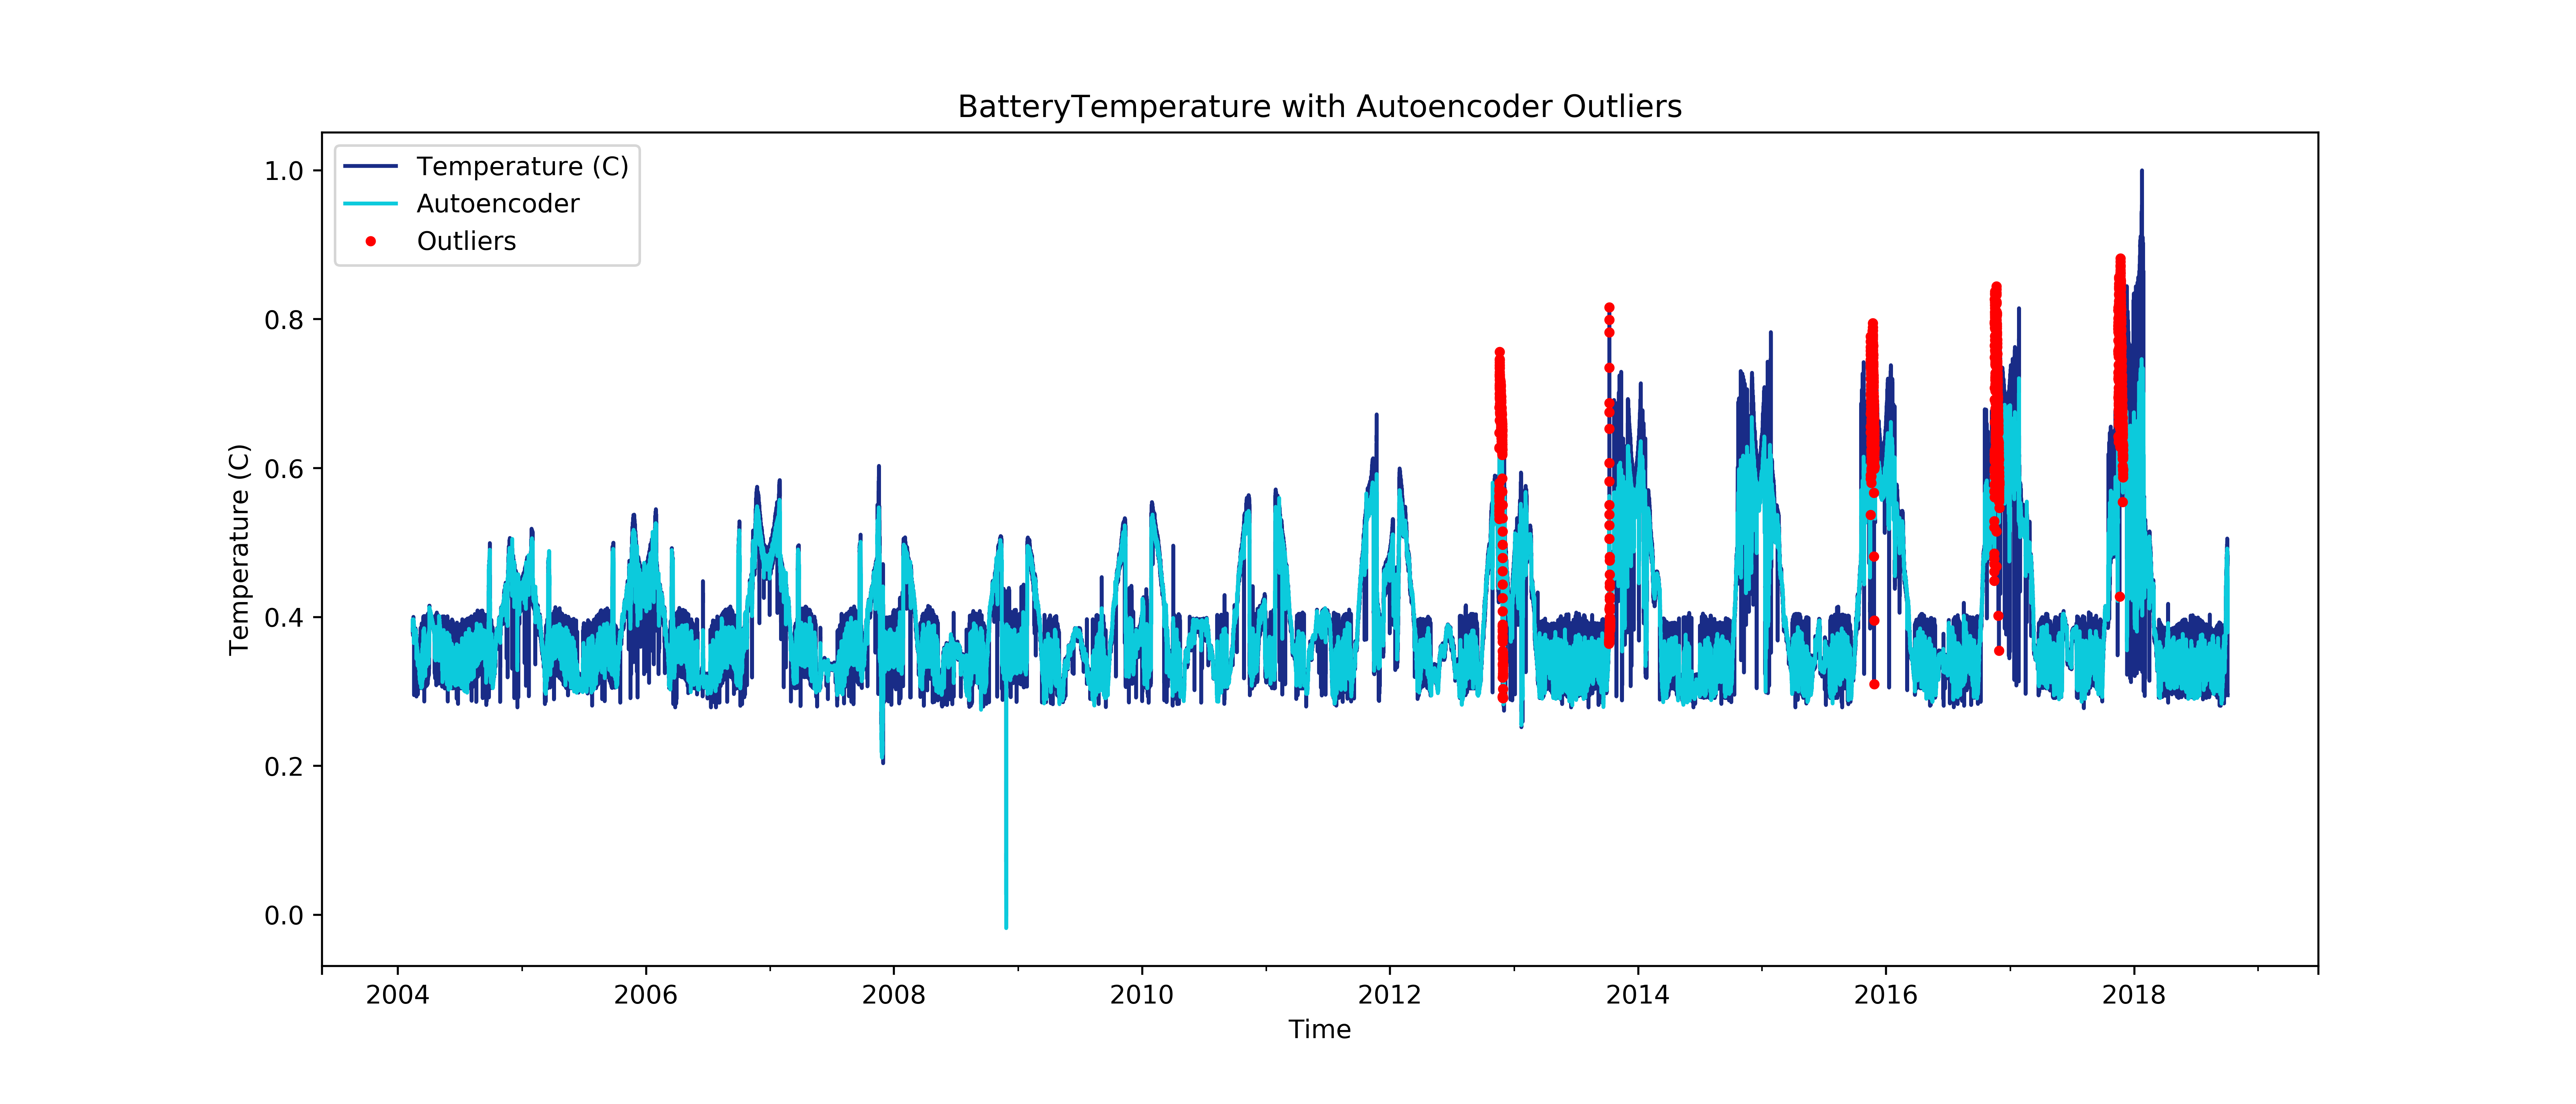 BatteryTemperature with Autoencoder Outliers
Temperature (C)
Autoencoder
Outliers
Temperature (C)
1.0
0.8
0.6
0.4
0.2
0.0
2004
2006
2008
2010
2012
2014
2016
2018
Time